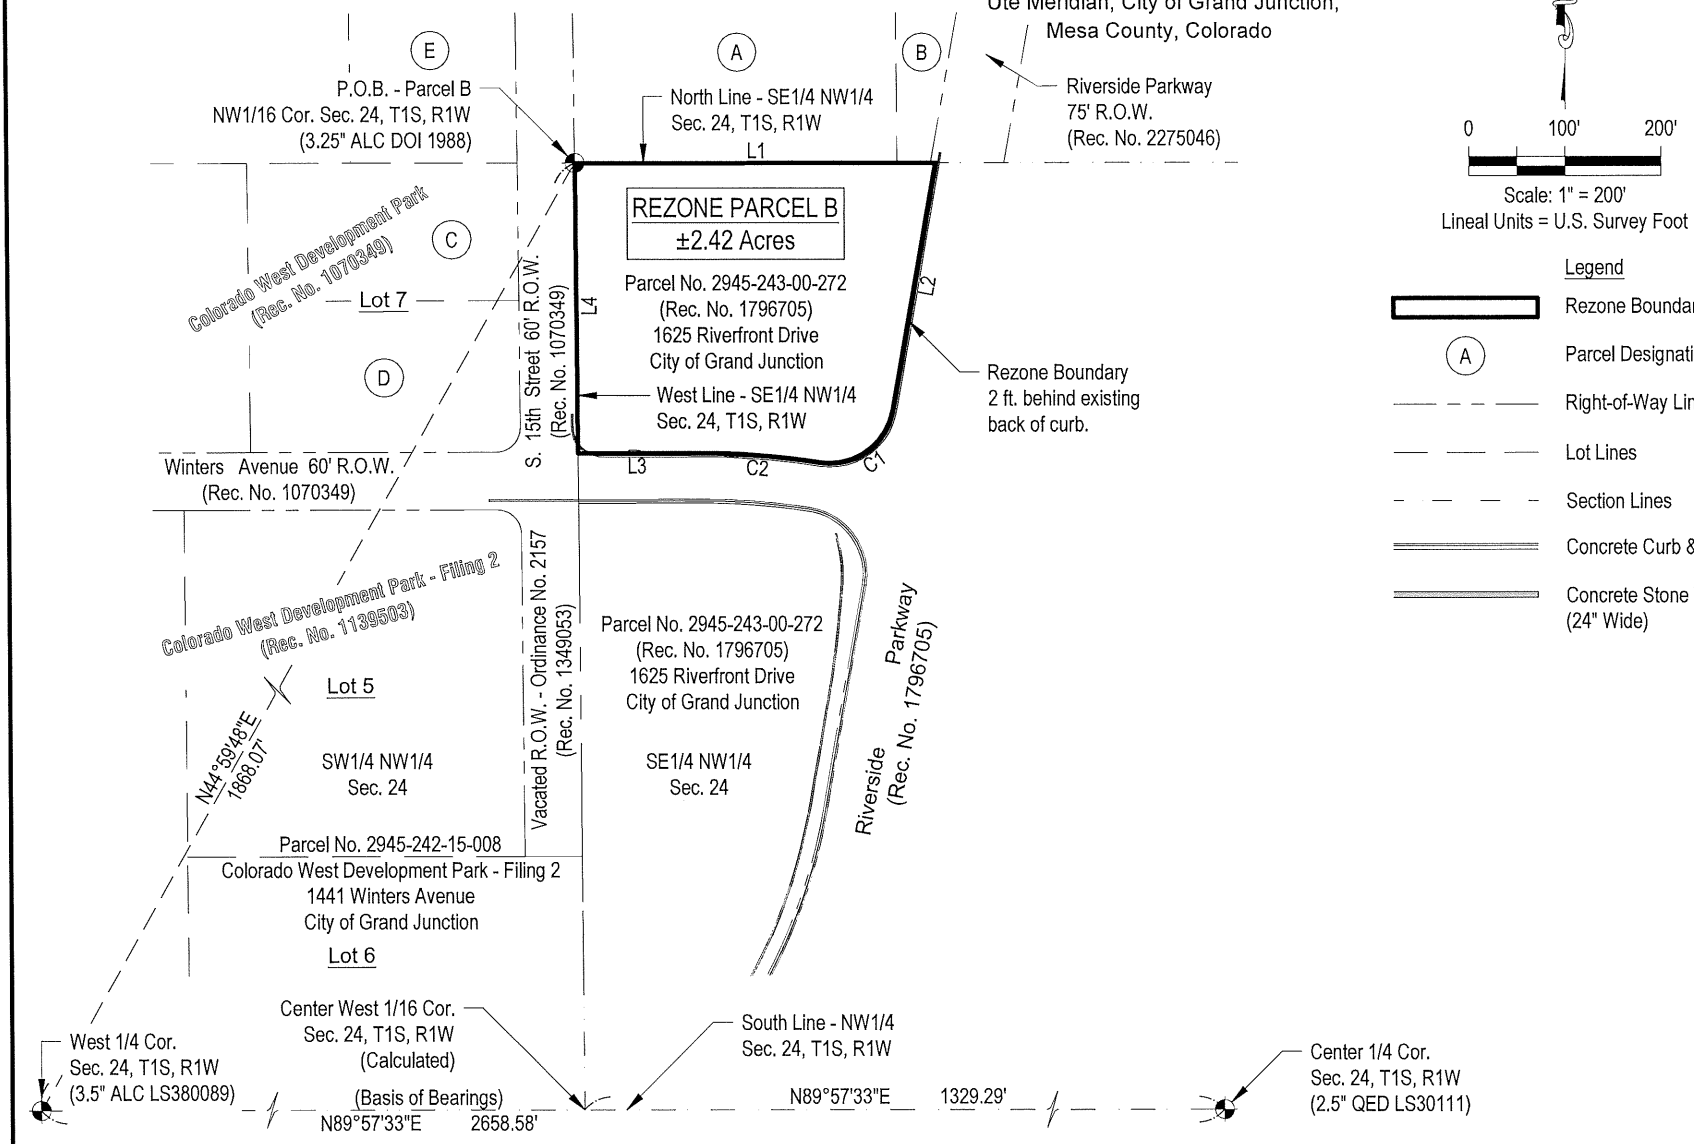 Ute Meridian, City of Grand Junction,
Mesa County, Colorado
E
A
B
P.O.B. - Parcel B
NW1/16 Cor. Sec. 24, T1S, R1W
(3.25" ALC DOI 1988)
North Line - SE1/4 NW1/4
Sec. 24, T1S, R1W
L1
Riverside Parkway
75' R.O.W.
(Rec. No. 2275046)
0 100' 200'
Scale: 1" = 200'
Lineal Units = U.S. Survey Foot
Legend
Rezone Boundar
A
Parcel Designati
Right-of-Way Lin
Lot Lines
Section Lines
Concrete Curb &
Concrete Stone
(24" Wide)
Colorado West Development Park
(Rec. No. 1070349)
C
Lot 7
D
S. 15th Street 60' R.O.W.
(Rec. No. 1070349)
L4
REZONE PARCEL B
±2.42 Acres
Parcel No. 2945-243-00-272
(Rec. No. 1796705)
1625 Riverfront Drive
City of Grand Junction
West Line - SE1/4 NW1/4
Sec. 24, T1S, R1W
L2
Rezone Boundary
2 ft. behind existing
back of curb.
L3
C2
C1
Winters Avenue 60' R.O.W.
(Rec. No. 1070349)
Colorado West Development Park - Filing 2
(Rec. No. 1139503)
Lot 5
Vacated R.O.W. - Ordinance No. 2157
(Rec. No. 1349053)
Parcel No. 2945-243-00-272
(Rec. No. 1796705)
1625 Riverfront Drive
City of Grand Junction
Riverside Parkway
(Rec. No. 1796705)
N44°59'48"E
1868.07'
SW1/4 NW1/4
Sec. 24
SE1/4 NW1/4
Sec. 24
Parcel No. 2945-242-15-008
Colorado West Development Park - Filing 2
1441 Winters Avenue
City of Grand Junction
Lot 6
West 1/4 Cor.
Sec. 24, T1S, R1W
(3.5" ALC LS380089)
Center West 1/16 Cor.
Sec. 24, T1S, R1W
(Calculated)
South Line - NW1/4
Sec. 24, T1S, R1W
Center 1/4 Cor.
Sec. 24, T1S, R1W
(2.5" QED LS30111)
(Basis of Bearings)
N89°57'33"E 2658.58'
N89°57'33"E 1329.29'